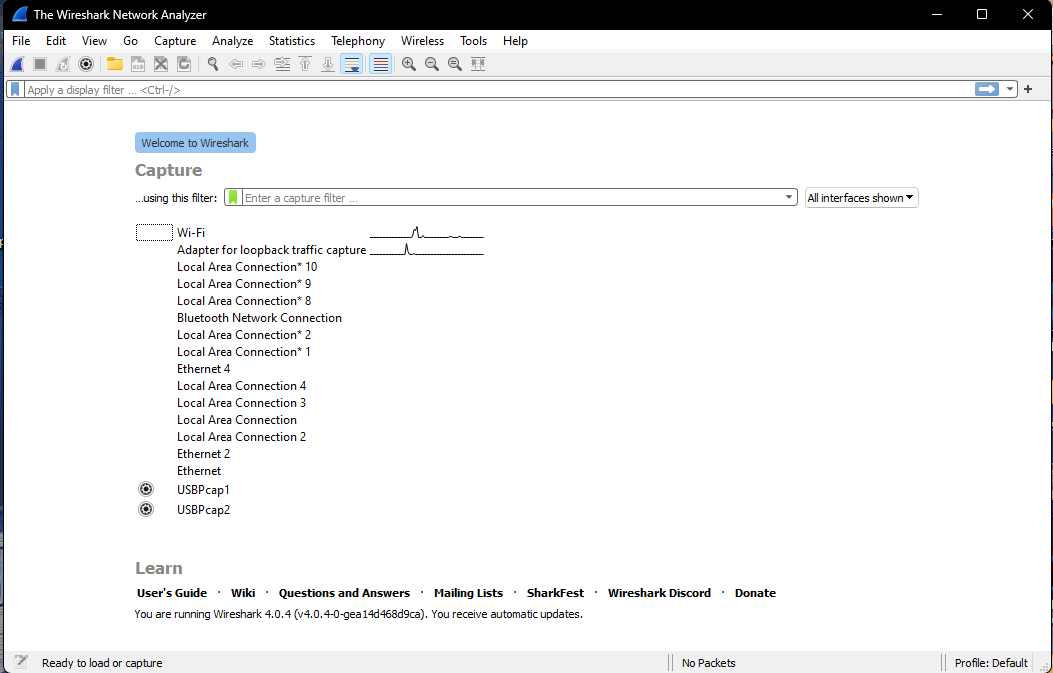 The Wireshark Network Analyzer
File Edit View Go Capture Analyze Statistics Telephony Wireless Tools Help
Apply a display filter ... <Ctrl-/>
Welcome to Wireshark
Capture
...using this filter: Enter a capture filter ... All interfaces shown
Wi-Fi
Adapter for loopback traffic capture
Local Area Connection* 10
Local Area Connection* 9
Local Area Connection* 8
Bluetooth Network Connection
Local Area Connection* 2
Local Area Connection* 1
Ethernet 4
Local Area Connection 4
Local Area Connection 3
Local Area Connection
Local Area Connection 2
Ethernet 2
Ethernet
USBPcap1
USBPcap2
Learn
User's Guide · Wiki · Questions and Answers · Mailing Lists · SharkFest · Wireshark Discord · Donate
You are running Wireshark 4.0.4 (v4.0.4-0-gea14d468d9ca). You receive automatic updates.
Ready to load or capture No Packets Profile: Default